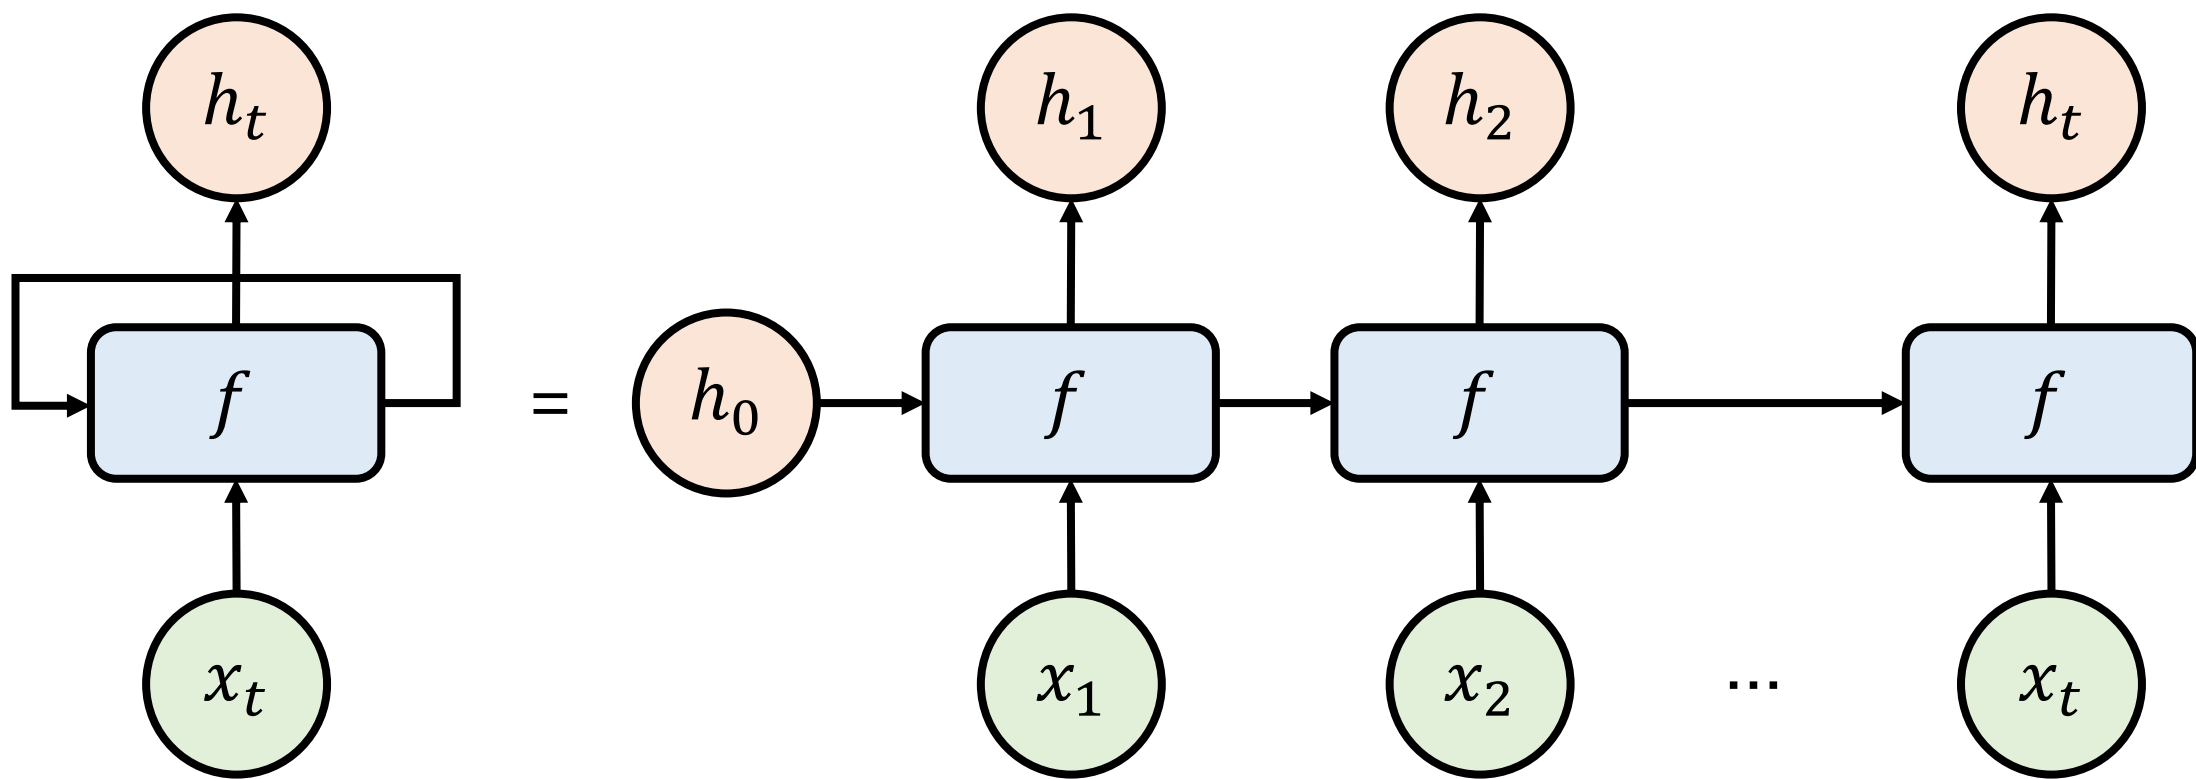 h_t h_1 h_2 h_t
f = h_0 f f f
x_t x_1 x_2 ... x_t